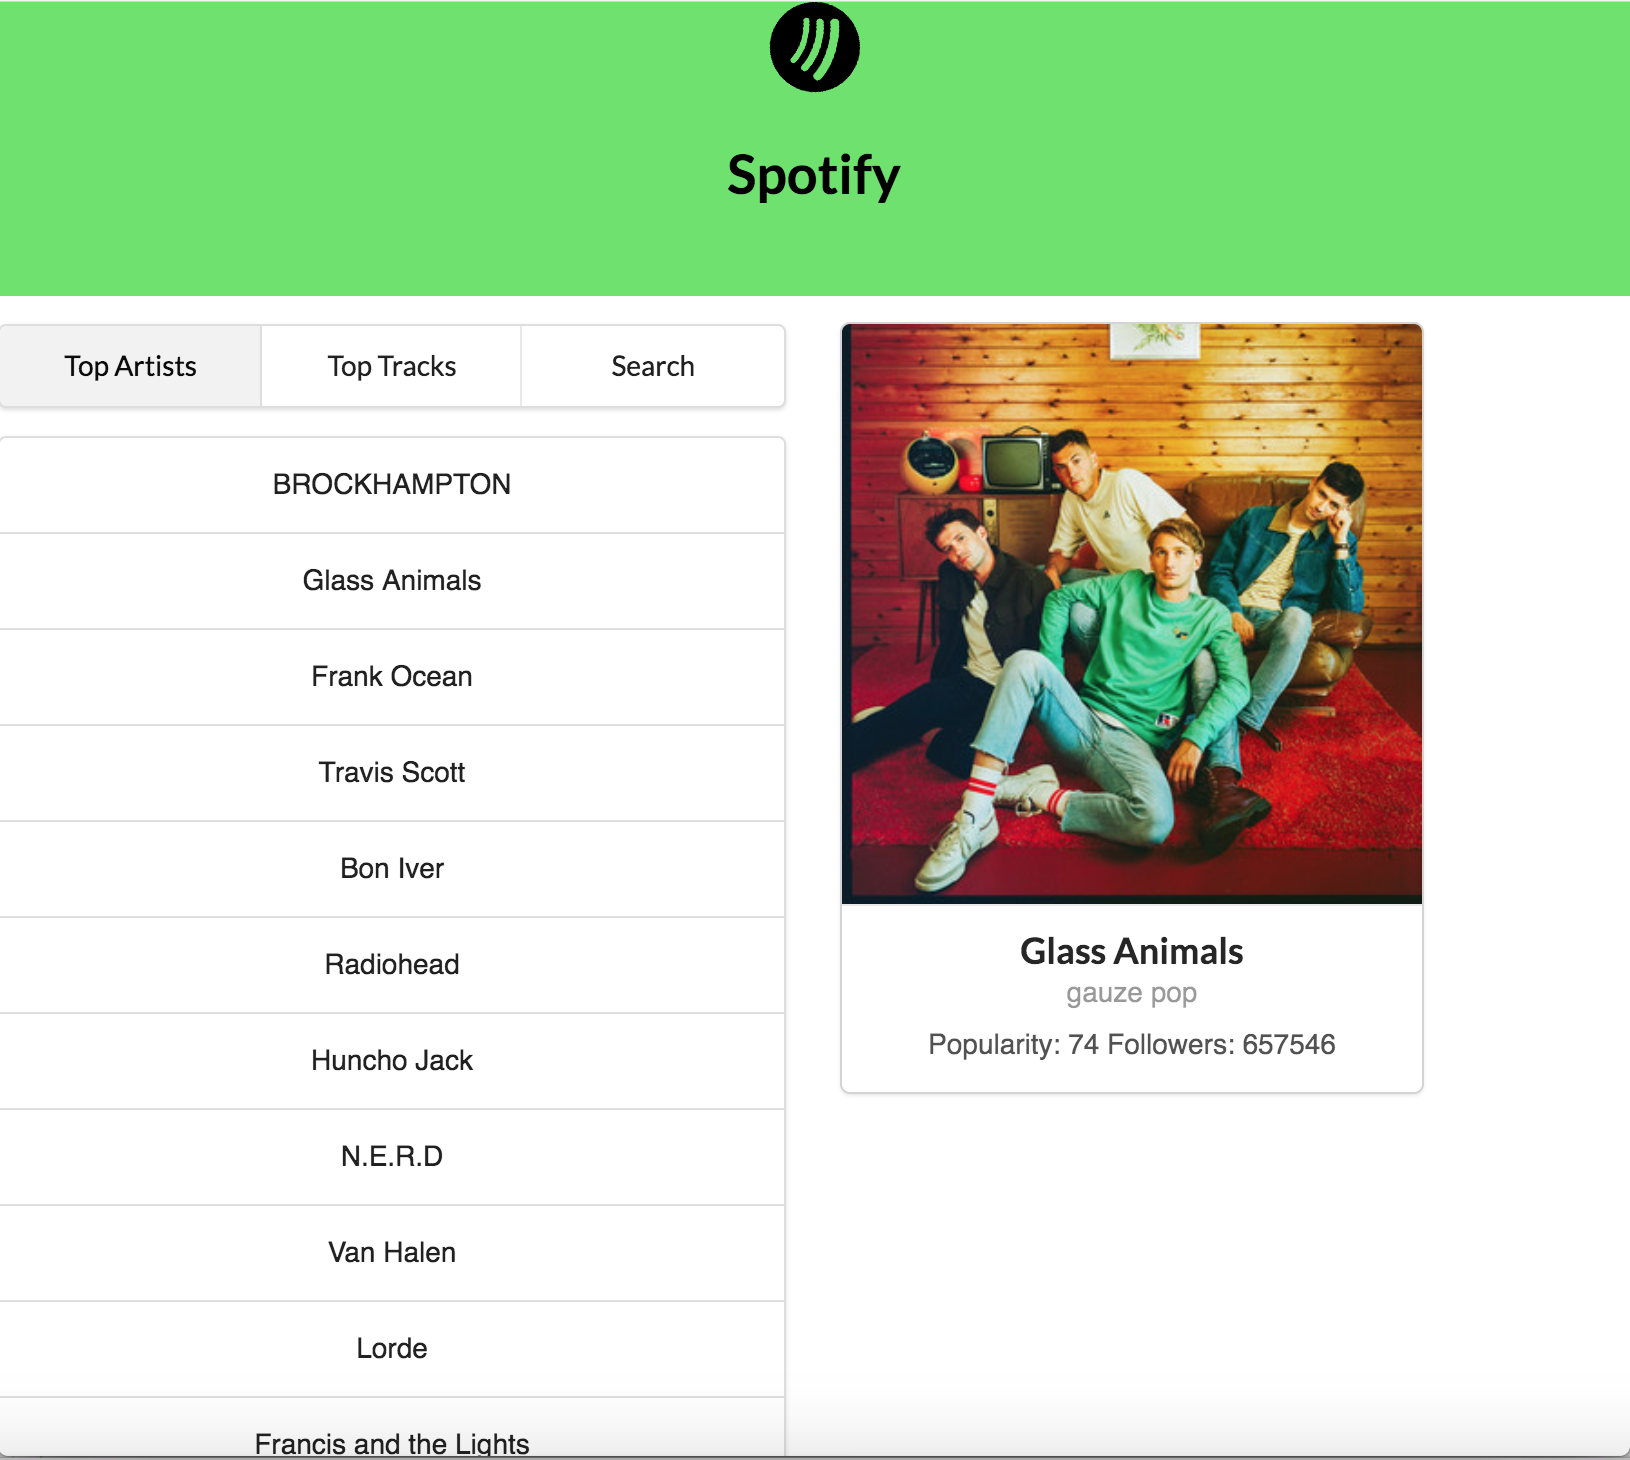 Spotify
Top Artists
Top Tracks
Search
BROCKHAMPTON
Glass Animals
Frank Ocean
Travis Scott
Bon Iver
Radiohead
Huncho Jack
N.E.R.D
Van Halen
Lorde
Francis and the Lights
Glass Animals
gauze pop
Popularity: 74 Followers: 657546